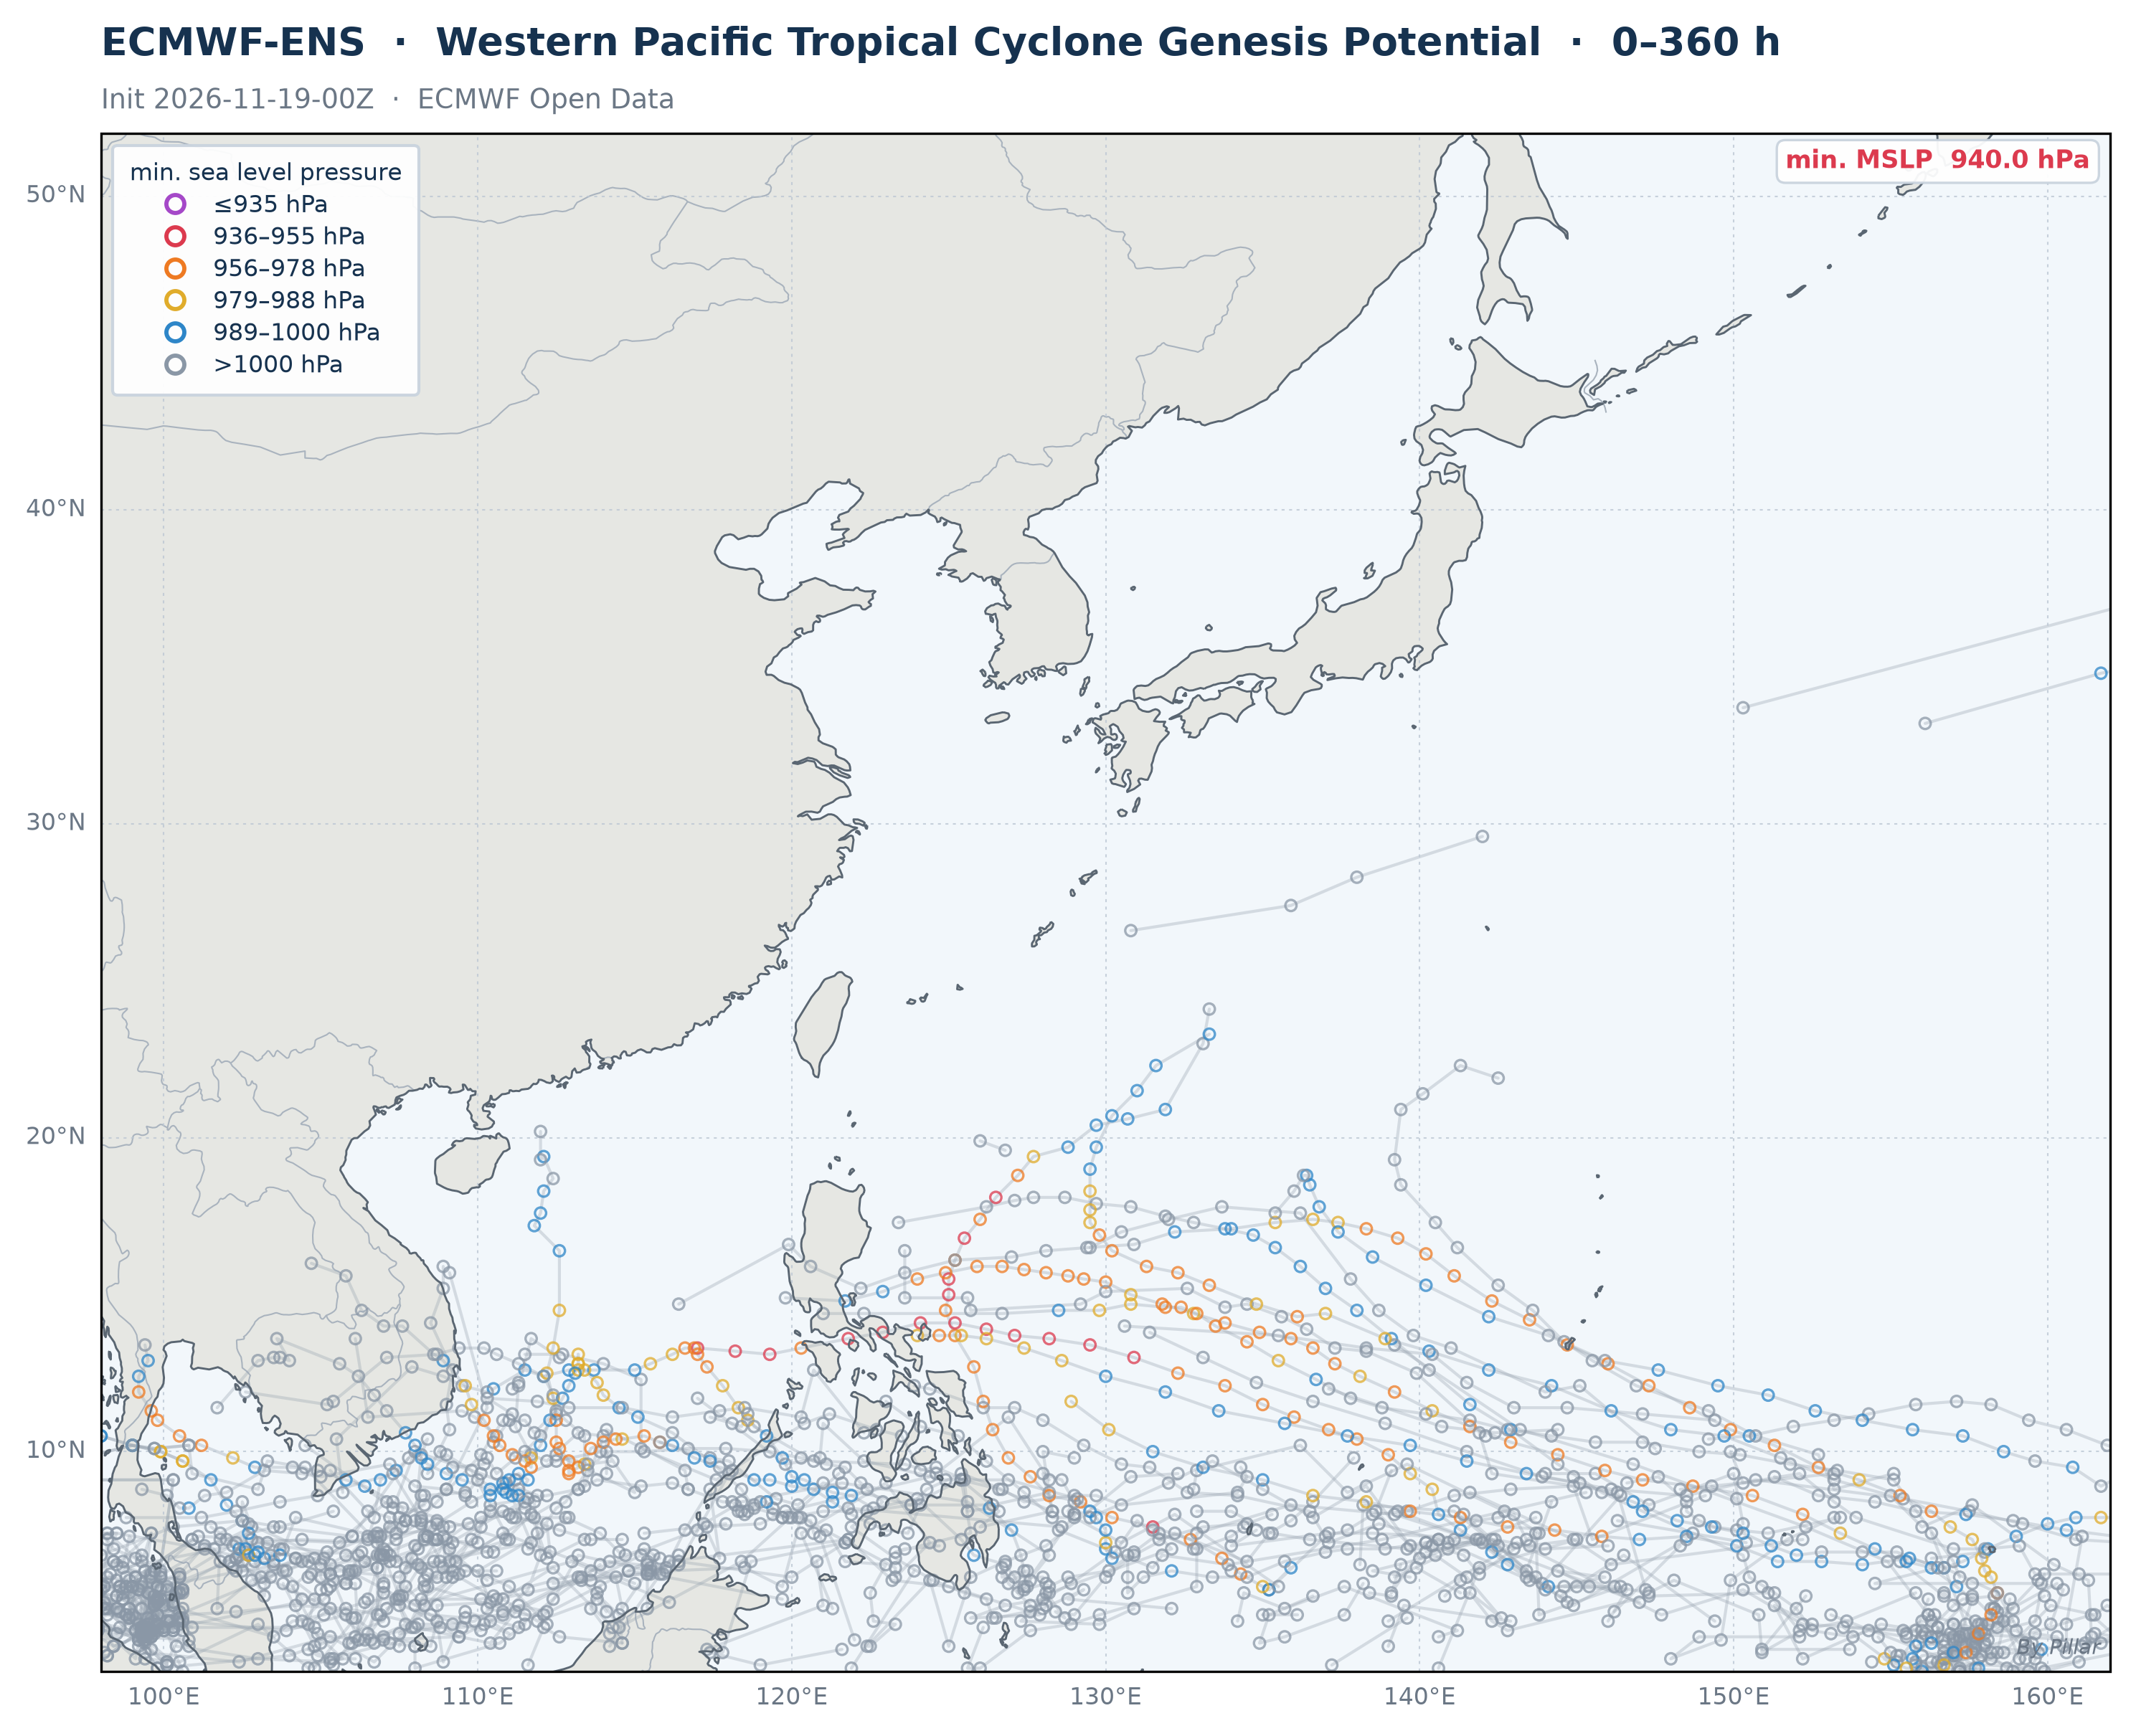 ECMWF-ENS · Western Pacific Tropical Cyclone Genesis Potential · 0–360 h
Init 2026-11-19-00Z · ECMWF Open Data
min. sea level pressure
≤935 hPa
936–955 hPa
956–978 hPa
979–988 hPa
989–1000 hPa
>1000 hPa
min. MSLP 940.0 hPa
50°N
40°N
30°N
20°N
10°N
By Pillar
100°E
110°E
120°E
130°E
140°E
150°E
160°E